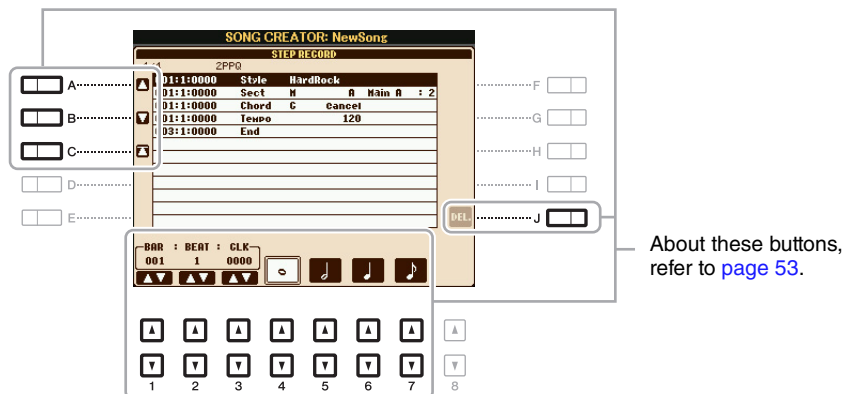 SONG CREATOR: NewSong
STEP RECORD
2PPQ
001:1:0000 Style HardRock
001:1:0000 Sect M A Main A : 2
001:1:0000 Chord C Cancel
001:1:0000 Tempo 120
003:1:0000 End
A
B
C
D
E
F
G
H
I
DEL. J
BAR : BEAT : CLK
001 1 0000
About these buttons,
refer to page 53.
1 2 3 4 5 6 7 8